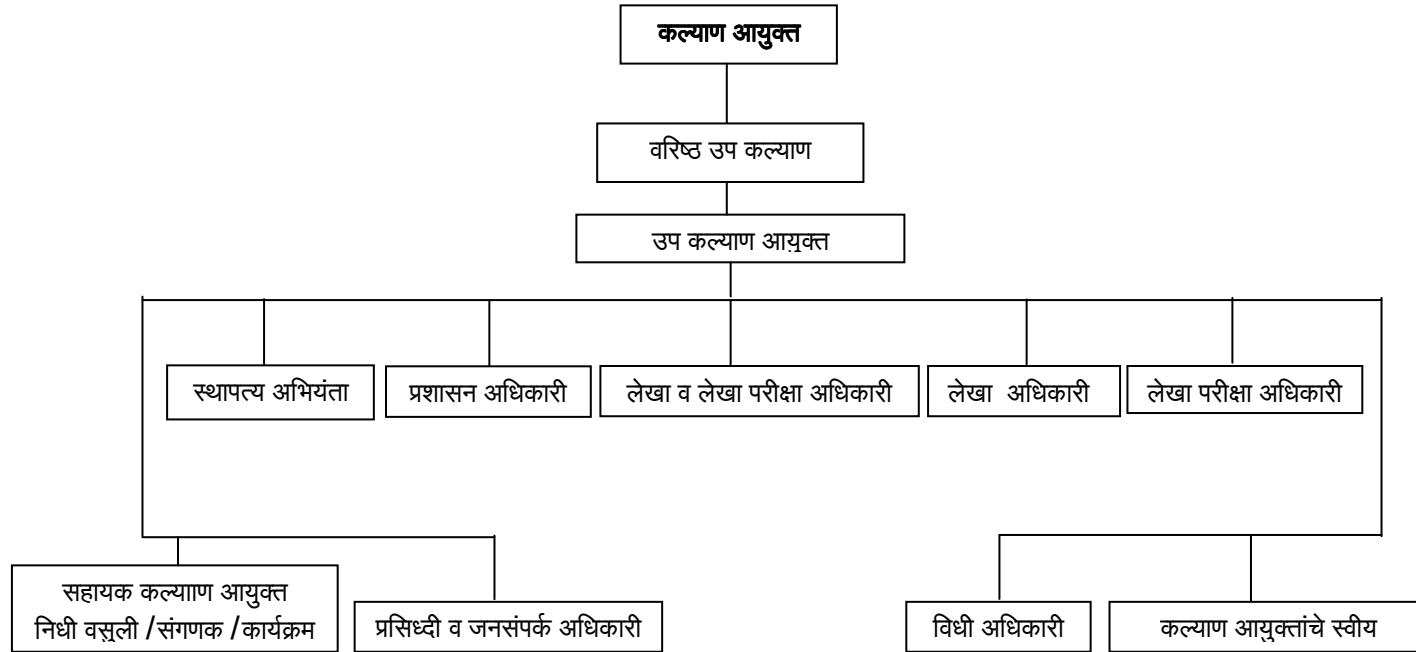 कल्याण आयुक्त
वरिष्ठ उप कल्याण
उप कल्याण आयुक्त
स्थापत्य अभियंता
प्रशासन अधिकारी
लेखा व लेखा परीक्षा अधिकारी
लेखा अधिकारी
लेखा परीक्षा अधिकारी
सहायक कल्यााण आयुक्त
निधी वसुली /संगणक /कार्यक्रम
प्रसिध्दी व जनसंपर्क अधिकारी
विधी अधिकारी
कल्याण आयुक्तांचे स्वीय